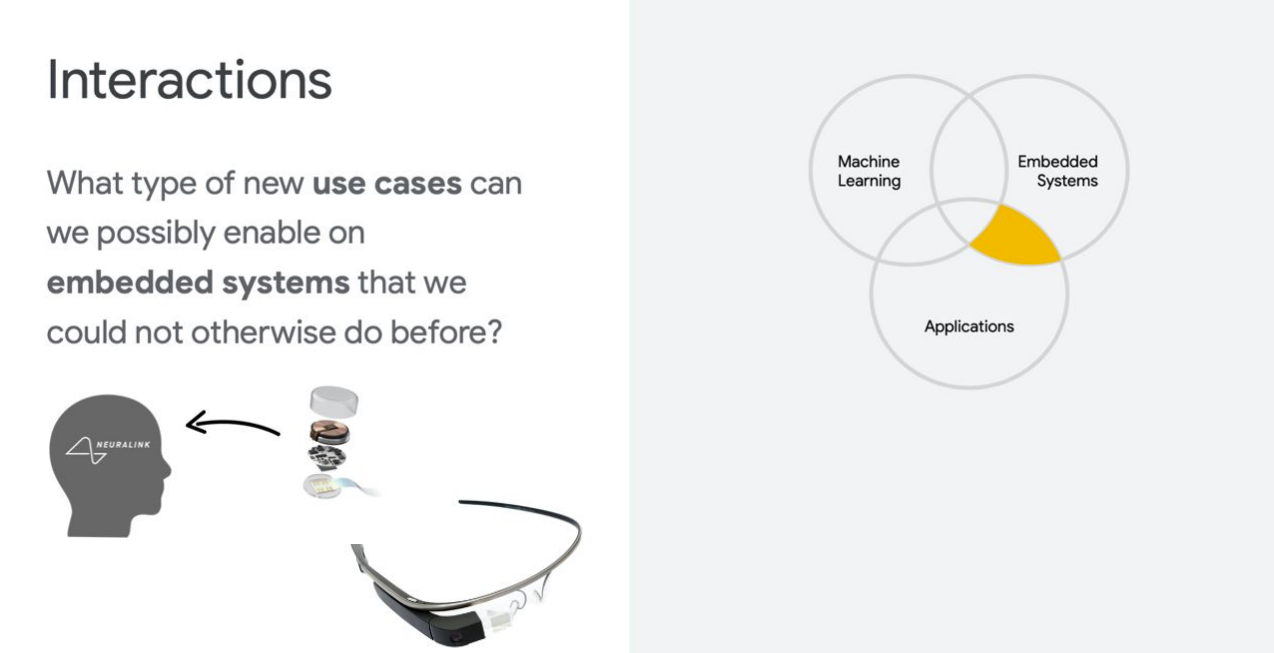 Interactions
What type of new use cases can
we possibly enable on
embedded systems that we
could not otherwise do before?
NEURALINK
Machine
Learning
Embedded
Systems
Applications